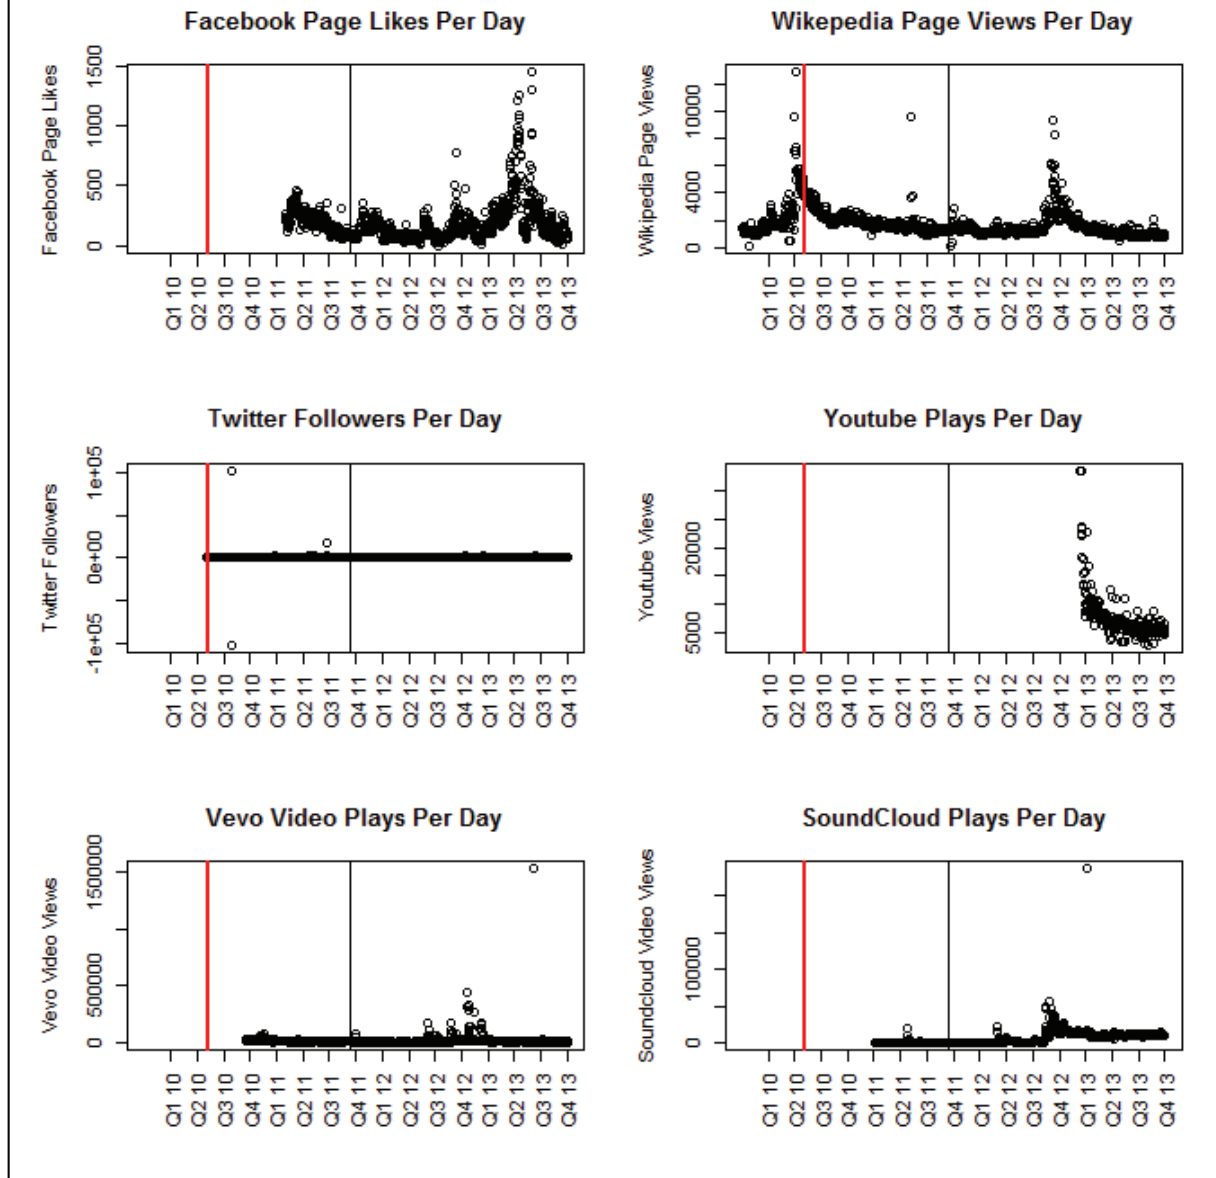 Facebook Page Likes Per Day
Facebook Page Likes
0
500
1000
1500
Q1 10
Q2 10
Q3 10
Q4 10
Q1 11
Q2 11
Q3 11
Q4 11
Q1 12
Q2 12
Q3 12
Q4 12
Q1 13
Q2 13
Q3 13
Q4 13
Wikepedia Page Views Per Day
Wikipedia Page Views
0
4000
10000
Q1 10
Q2 10
Q3 10
Q4 10
Q1 11
Q2 11
Q3 11
Q4 11
Q1 12
Q2 12
Q3 12
Q4 12
Q1 13
Q2 13
Q3 13
Q4 13
Twitter Followers Per Day
Twitter Followers
-1e+05
0e+00
1e+05
Q1 10
Q2 10
Q3 10
Q4 10
Q1 11
Q2 11
Q3 11
Q4 11
Q1 12
Q2 12
Q3 12
Q4 12
Q1 13
Q2 13
Q3 13
Q4 13
Youtube Plays Per Day
Youtube Views
5000
20000
Q1 10
Q2 10
Q3 10
Q4 10
Q1 11
Q2 11
Q3 11
Q4 11
Q1 12
Q2 12
Q3 12
Q4 12
Q1 13
Q2 13
Q3 13
Q4 13
Vevo Video Plays Per Day
Vevo Video Views
0
500000
1500000
Q1 10
Q2 10
Q3 10
Q4 10
Q1 11
Q2 11
Q3 11
Q4 11
Q1 12
Q2 12
Q3 12
Q4 12
Q1 13
Q2 13
Q3 13
Q4 13
SoundCloud Plays Per Day
Soundcloud Video Views
0
100000
Q1 10
Q2 10
Q3 10
Q4 10
Q1 11
Q2 11
Q3 11
Q4 11
Q1 12
Q2 12
Q3 12
Q4 12
Q1 13
Q2 13
Q3 13
Q4 13